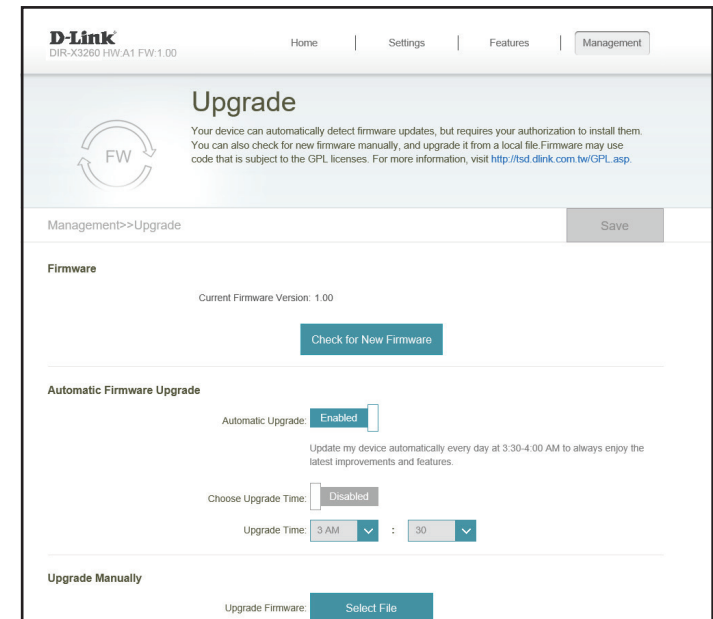 D-Link
DIR-X3260 HW:A1 FW:1.00
Home | Settings | Features | Management
Upgrade
Your device can automatically detect firmware updates, but requires your authorization to install them.
You can also check for new firmware manually, and upgrade it from a local file.Firmware may use
code that is subject to the GPL licenses. For more information, visit http://tsd.dlink.com.tw/GPL.asp.
FW
Management>>Upgrade
Save
Firmware
Current Firmware Version: 1.00
Check for New Firmware
Automatic Firmware Upgrade
Automatic Upgrade: Enabled
Update my device automatically every day at 3:30-4:00 AM to always enjoy the
latest improvements and features.
Choose Upgrade Time: Disabled
Upgrade Time: 3 AM : 30
Upgrade Manually
Upgrade Firmware: Select File